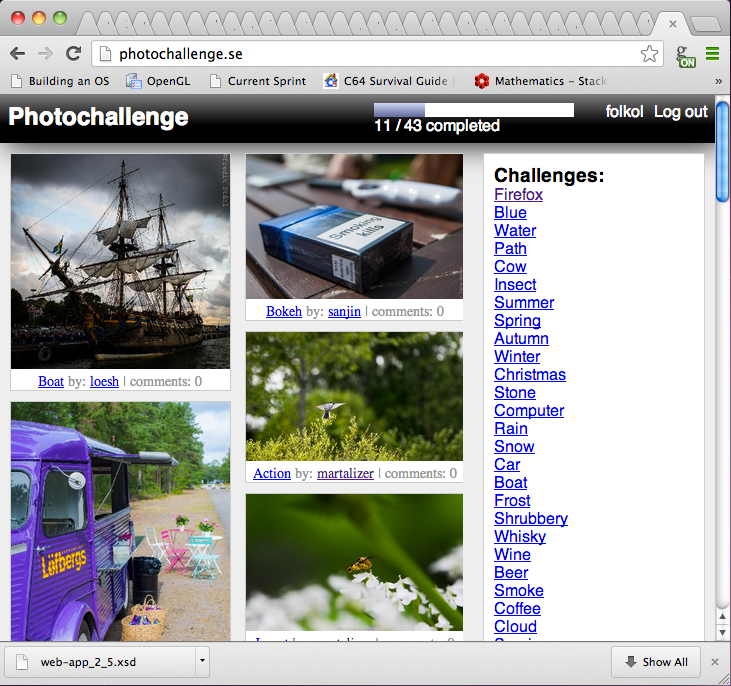 photochallenge.se
g
ON
Building an OS
OpenGL
Current Sprint
C64 Survival Guide
Mathematics – Stack
»
Photochallenge
11 / 43 completed
folkol
Log out
Smoking
kills
Boat by: loesh | comments: 0
Löfbergs
Bokeh by: sanjin | comments: 0
Action by: martalizer | comments: 0
Challenges:
Firefox
Blue
Water
Path
Cow
Insect
Summer
Spring
Autumn
Winter
Christmas
Stone
Computer
Rain
Snow
Car
Boat
Frost
Shrubbery
Whisky
Wine
Beer
Smoke
Coffee
Cloud
web-app_2_5.xsd
Show All